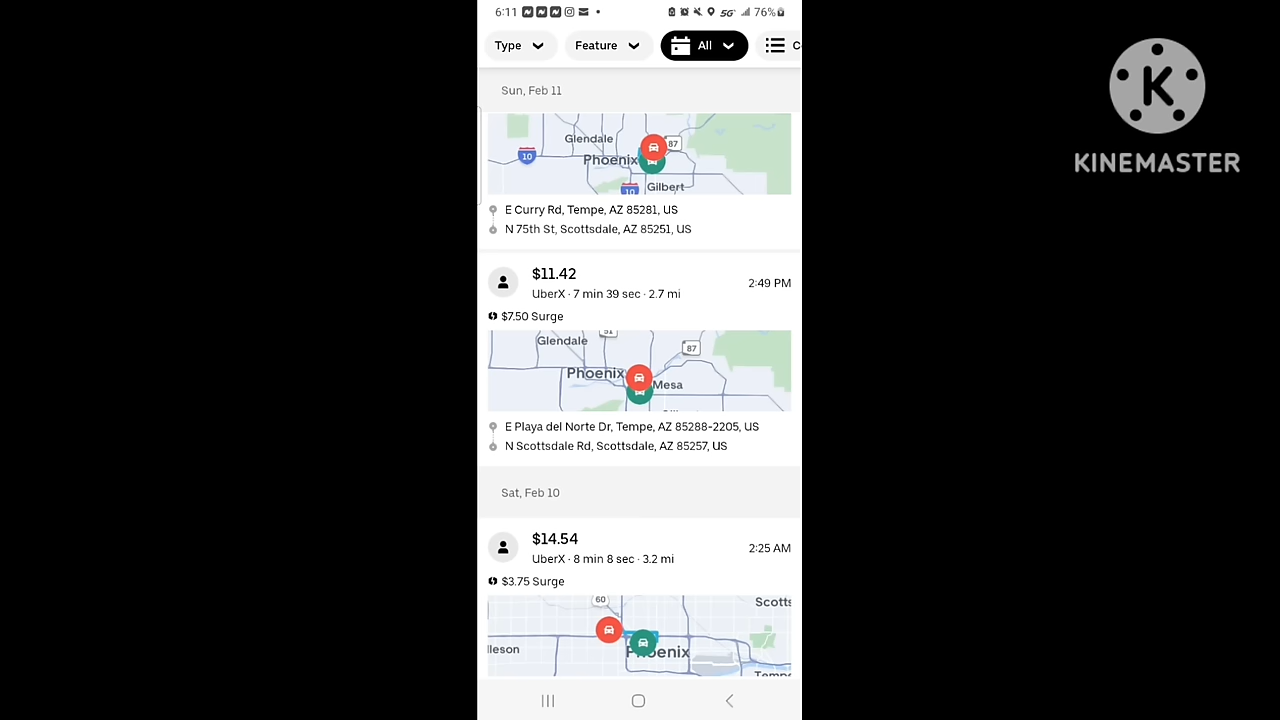 6:11 5G 76%
Type Feature All C
Sun, Feb 11
Glendale
87
10
Phoenix
Gilbert
10
E Curry Rd, Tempe, AZ 85281, US
N 75th St, Scottsdale, AZ 85251, US
$11.42
UberX · 7 min 39 sec · 2.7 mi
2:49 PM
$7.50 Surge
51
Glendale
87
Phoenix
Mesa
E Playa del Norte Dr, Tempe, AZ 85288-2205, US
N Scottsdale Rd, Scottsdale, AZ 85257, US
Sat, Feb 10
$14.54
UberX · 8 min 8 sec · 3.2 mi
2:25 AM
$3.75 Surge
60
Scotts
lleson
Phoenix
Tempe
K
KINEMASTER